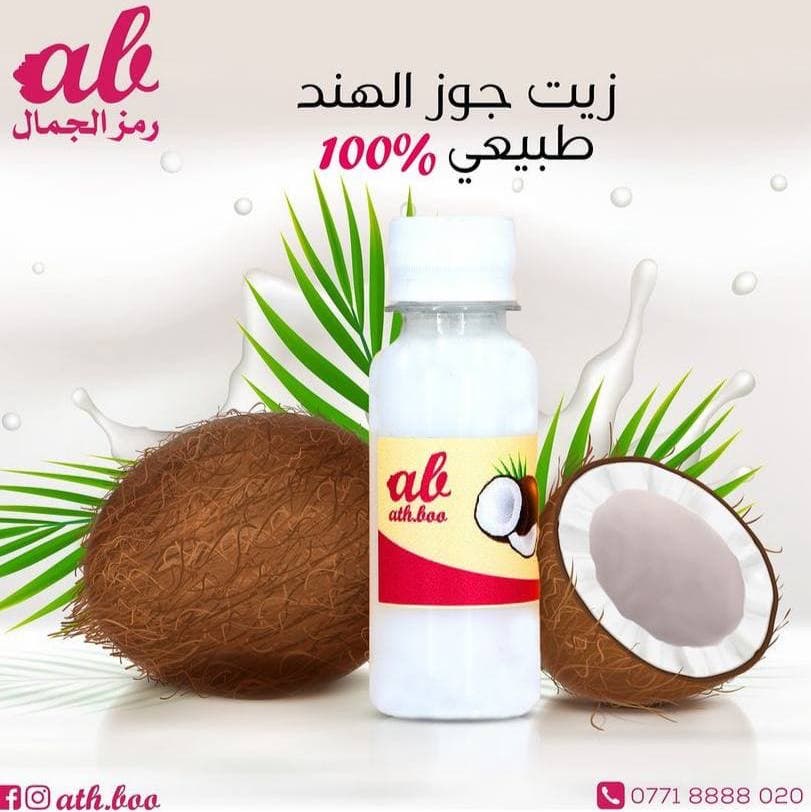 ab
رمز الجمال
زيت جوز الهند
طبيعي 100%
ab
ath.boo
ath.boo
0771 8888 020